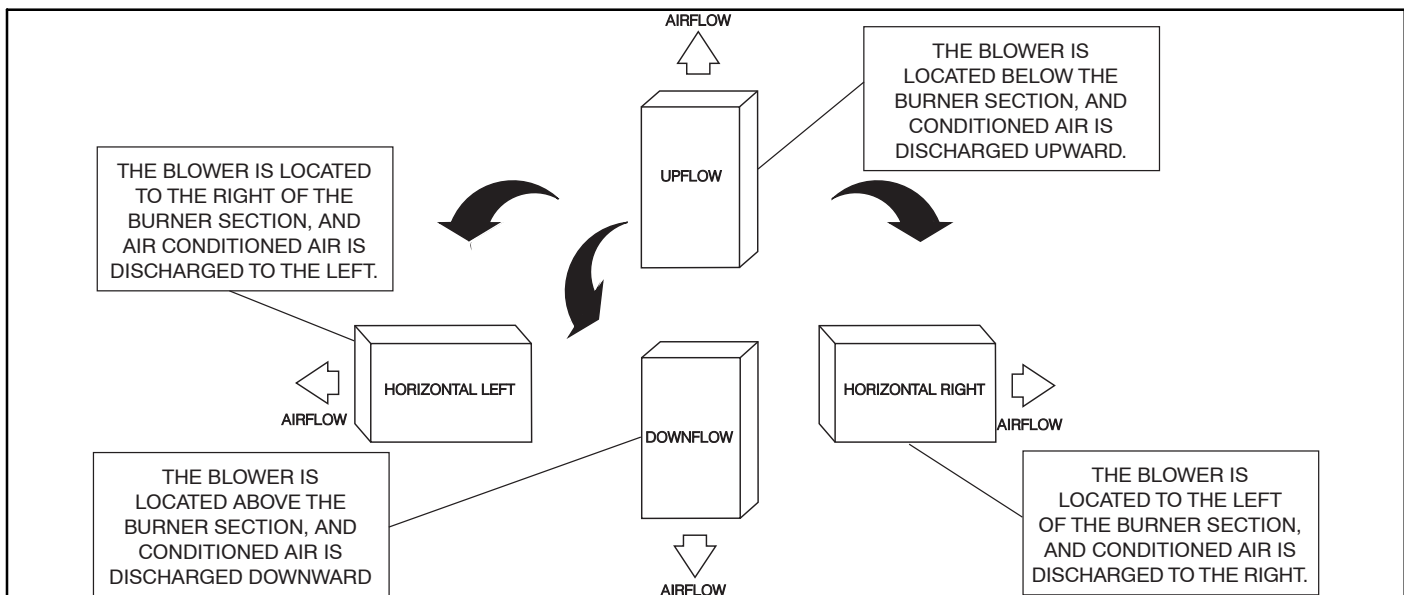 AIRFLOW
THE BLOWER IS
LOCATED BELOW THE
BURNER SECTION, AND
CONDITIONED AIR IS
DISCHARGED UPWARD.
UPFLOW
THE BLOWER IS LOCATED
TO THE RIGHT OF THE
BURNER SECTION, AND
AIR CONDITIONED AIR IS
DISCHARGED TO THE LEFT.
HORIZONTAL LEFT
AIRFLOW
HORIZONTAL RIGHT
AIRFLOW
DOWNFLOW
THE BLOWER IS
LOCATED ABOVE THE
BURNER SECTION, AND
CONDITIONED AIR IS
DISCHARGED DOWNWARD
THE BLOWER IS
LOCATED TO THE LEFT
OF THE BURNER SECTION,
AND CONDITIONED AIR IS
DISCHARGED TO THE RIGHT.
AIRFLOW